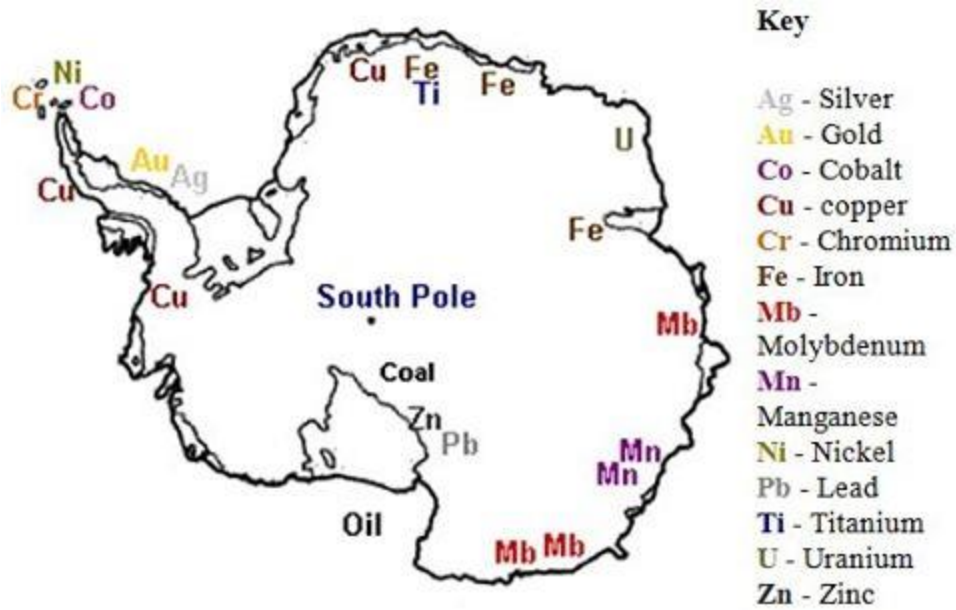 Key
Ag - Silver
Au - Gold
Co - Cobalt
Cu - copper
Cr - Chromium
Fe - Iron
Mb -
Molybdenum
Mn -
Manganese
Ni - Nickel
Pb - Lead
Ti - Titanium
U - Uranium
Zn - Zinc
Cu Fe Fe
Ti
Ni
Cr Co
U
Au Ag
Cu
Fe
Cu
South Pole
Mb
Coal
Zn
Pb
Mn
Mn
Oil
Mb Mb